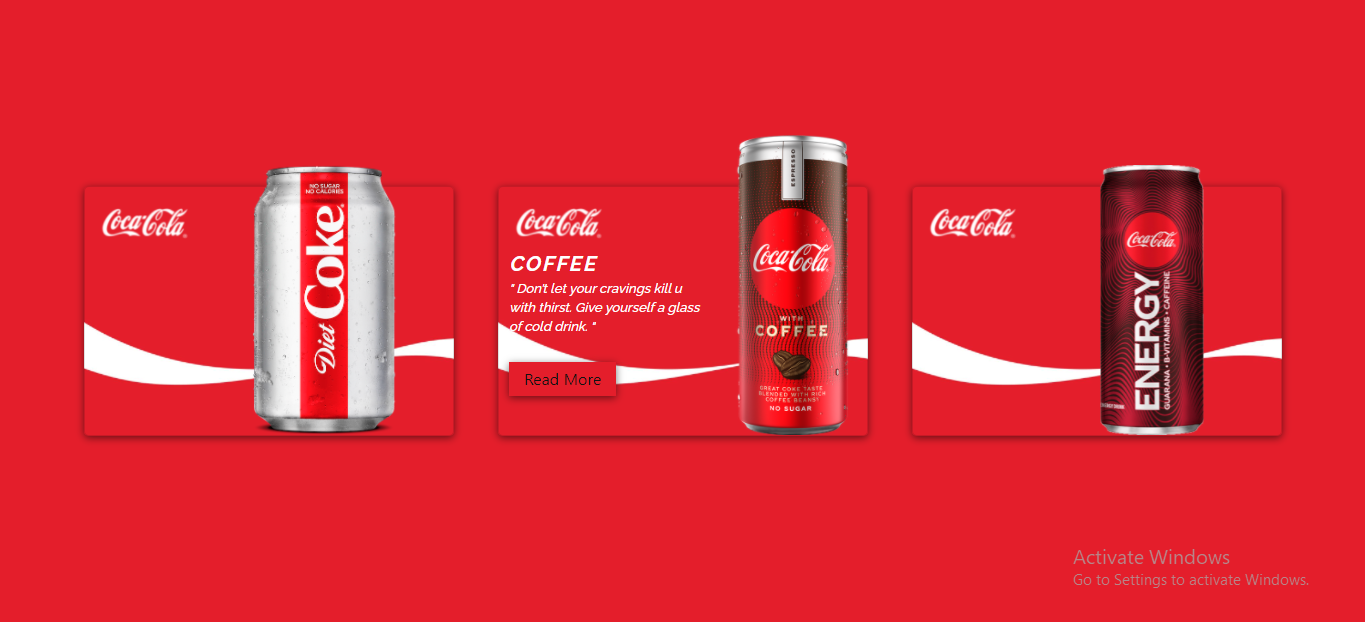 Coca-Cola
NO SUGAR
NO CALORIES
Diet Coke
Coca-Cola
COFFEE
" Don't let your cravings kill u
with thirst. Give yourself a glass
of cold drink. "
Read More
ESPRESSO
Coca-Cola
WITH
COFFEE
GREAT COKE TASTE
BLENDED WITH RICH
COFFEE BEANS!
NO SUGAR
Coca-Cola
Coca-Cola
ENERGY
GUARANA • B-VITAMINS • CAFFEINE
Activate Windows
Go to Settings to activate Windows.